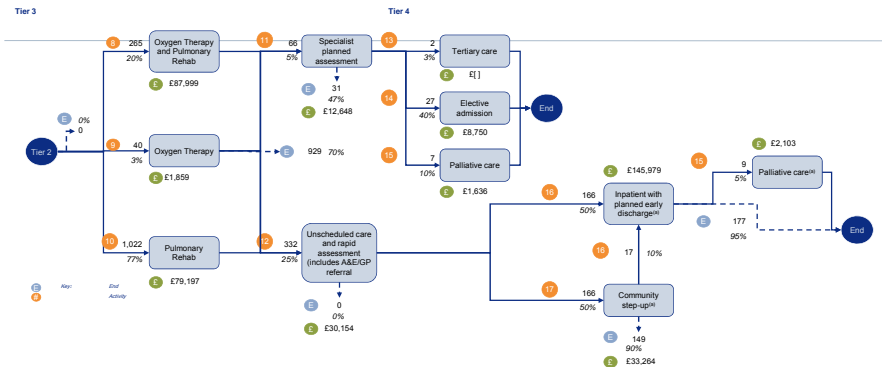 Tier 3
Tier 4
8
265
20%
Oxygen Therapy
and Pulmonary
Rehab
£
£87,999
11
66
5%
Specialist
planned
assessment
E
31
47%
£
£12,648
13
2
3%
Tertiary care
£
£[ ]
14
27
40%
Elective
admission
£
£8,750
15
7
10%
Palliative care
£
£1,636
End
E
0%
0
Tier 2
9
40
3%
Oxygen Therapy
£
£1,859
E
929
70%
10
1,022
77%
Pulmonary
Rehab
£
£79,197
12
332
25%
Unscheduled care
and rapid
assessment
(includes A&E/GP
referral
E
0
0%
£
£30,154
16
166
50%
£
£145,979
Inpatient with
planned early
discharge(a)
15
9
5%
£
£2,103
Palliative care(a)
E
177
95%
End
16
17
10%
17
166
50%
Community
step-up(a)
E
149
90%
£
£33,264
E
Key:
End
#
Activity